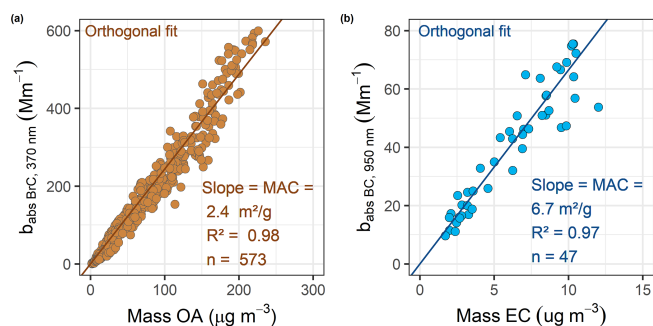 (a)
Orthogonal fit
b_abs BrC, 370 nm (Mm⁻¹)
600
400
200
0
Slope = MAC =
2.4 m²/g
R² = 0.98
n = 573
0 100 200 300
Mass OA (μg m⁻³)
(b)
Orthogonal fit
b_abs BC, 950 nm (Mm⁻¹)
80
60
40
20
0
Slope = MAC =
6.7 m²/g
R² = 0.97
n = 47
0 5 10 15
Mass EC (ug m⁻³)